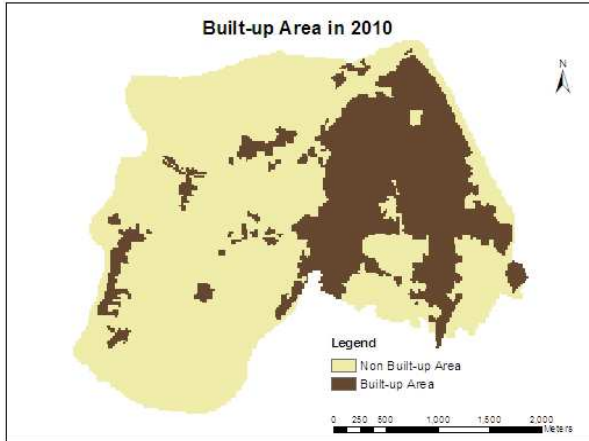 Built-up Area in 2010
N
Legend
Non Built-up Area
Built-up Area
0 250 500 1,000 1,500 2,000
Meters